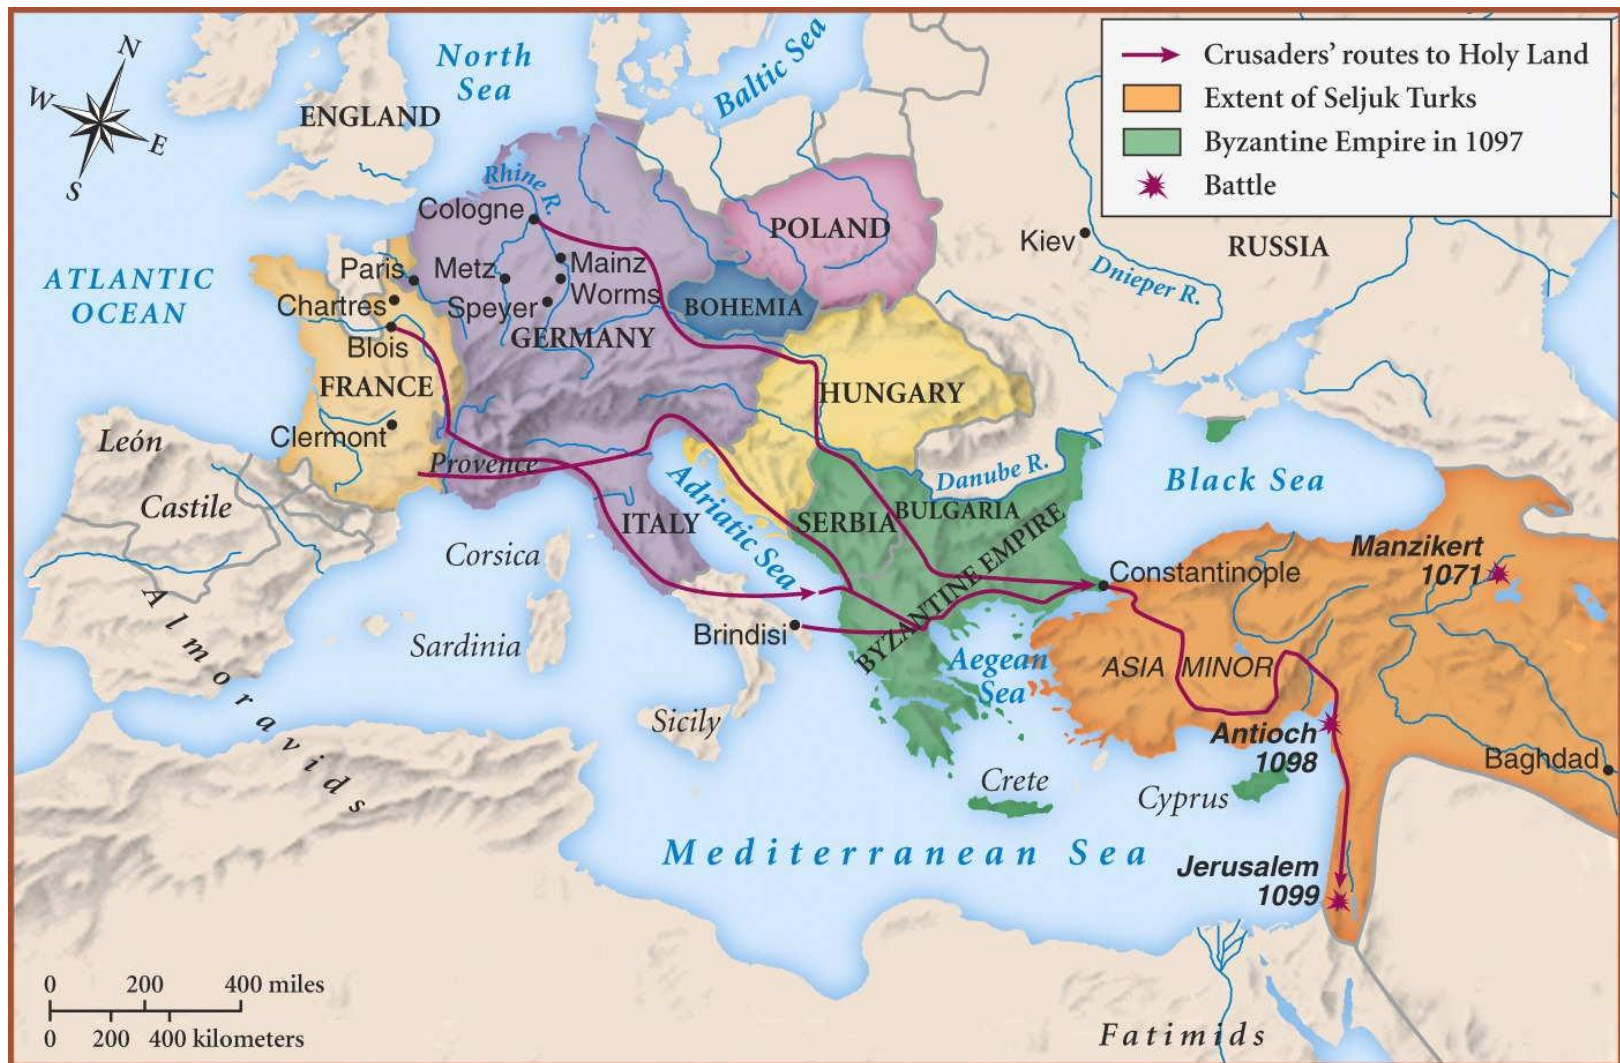 Crusaders' routes to Holy Land
Extent of Seljuk Turks
Byzantine Empire in 1097
Battle
N
W
E
S
North
Sea
Baltic Sea
ENGLAND
Rhine R.
Cologne
POLAND
Kiev
RUSSIA
Dnieper R.
ATLANTIC
OCEAN
Paris
Metz
Mainz
Worms
Chartres
Speyer
BOHEMIA
GERMANY
Blois
FRANCE
HUNGARY
Clermont
León
Provence
Danube R.
Black Sea
Castile
Adriatic Sea
ITALY
SERBIA
BULGARIA
BYZANTINE EMPIRE
Corsica
Manzikert
1071
Constantinople
Almoravids
Sardinia
Brindisi
Aegean
Sea
ASIA MINOR
Sicily
Antioch
1098
Baghdad
Crete
Cyprus
Mediterranean Sea
Jerusalem
1099
0 200 400 miles
0 200 400 kilometers
Fatimids